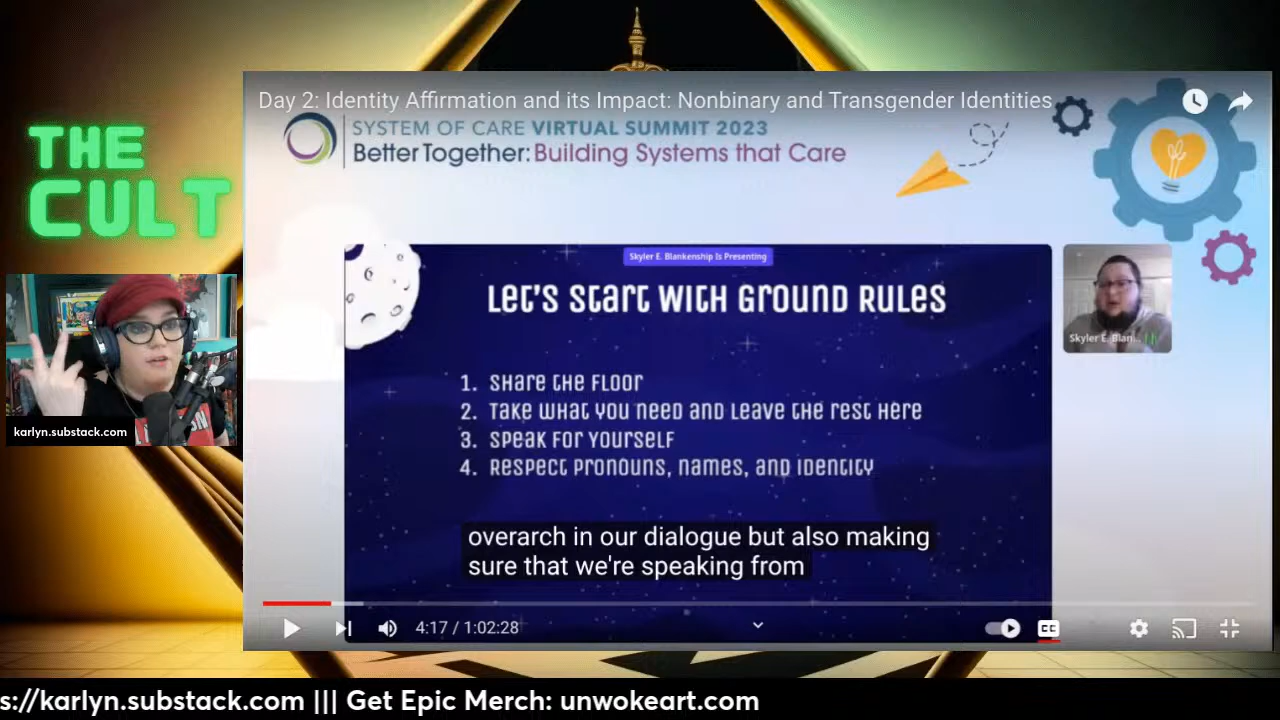 Day 2: Identity Affirmation and its Impact: Nonbinary and Transgender Identities
SYSTEM OF CARE VIRTUAL SUMMIT 2023
Better Together: Building Systems that Care
THE
CULT
karlyn.substack.com
Skyler E. Blankenship Is Presenting
Let's Start With Ground Rules
1. Share the Floor
2. Take what you need and leave the rest here
3. Speak for yourself
4. Respect pronouns, names, and identity
Skyler E. Blan...
overarch in our dialogue but also making
sure that we're speaking from
4:17 / 1:02:28
CC
s://karlyn.substack.com ||| Get Epic Merch: unwokeart.com